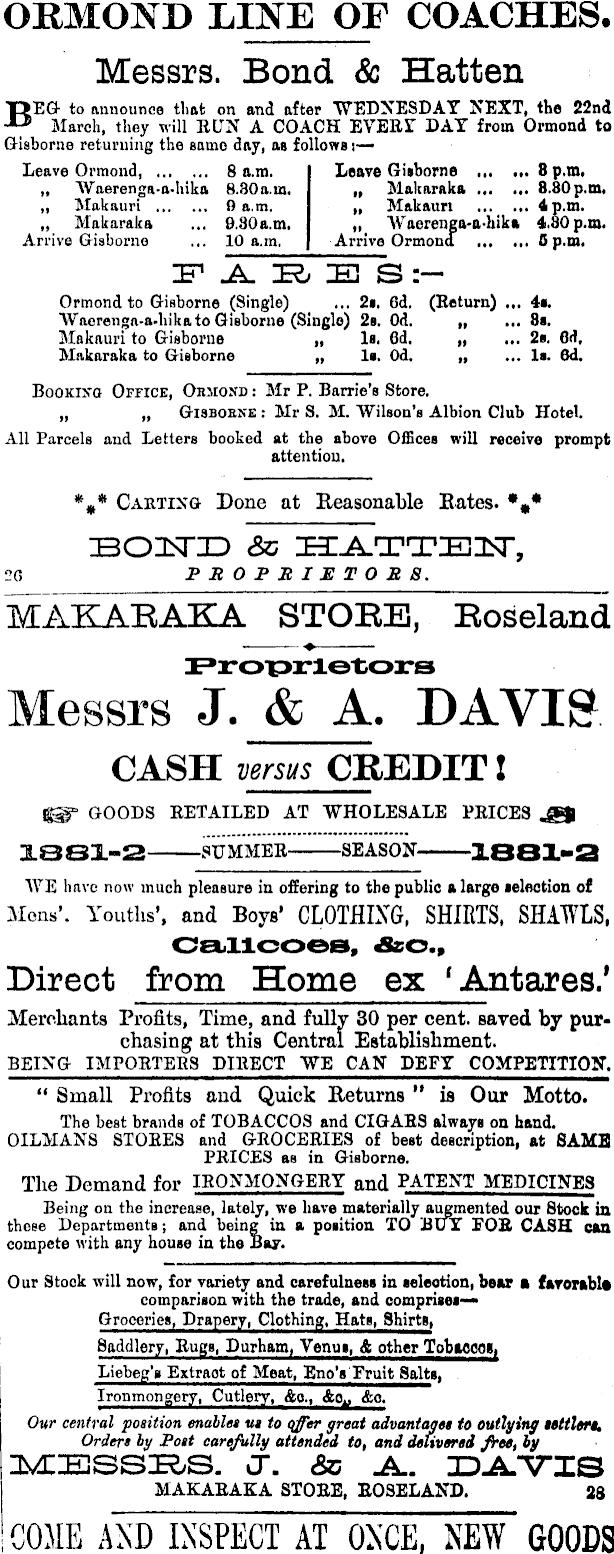 ORMOND LINE OF COACHES.
Messrs. Bond & Hatten
BEG to announce that on and after WEDNESDAY NEXT, the 22nd
March, they will RUN A COACH EVERY DAY from Ormond to
Gisborne returning the same day, as follows:—
Leave Ormond, ... ... 8 a.m.
„ Waerenga-a-hika 8.30 a.m.
„ Makauri ... ... 9 a.m.
„ Makaraka ... 9.30 a.m.
Arrive Gisborne ... 10 a.m.
Leave Gisborne ... ... 3 p.m.
„ Makaraka ... ... 3.30 p.m.
„ Makauri ... ... 4 p.m.
„ Waerenga-a-hika 4.30 p.m.
Arrive Ormond ... ... 5 p.m.
FARES:—
Ormond to Gisborne (Single) ... 2s. 6d. (Return) ... 4s.
Waerenga-a-hika to Gisborne (Single) 2s. 0d. „ ... 3s.
Makauri to Gisborne „ 1s. 6d. „ ... 2s. 6d.
Makaraka to Gisborne „ 1s. 0d. „ ... 1s. 6d.
BOOKING OFFICE, ORMOND: Mr P. Barrie's Store.
„ „ GISBORNE: Mr S. M. Wilson's Albion Club Hotel.
All Parcels and Letters booked at the above Offices will receive prompt
attention.
*** CARTING Done at Reasonable Rates. ***
BOND & HATTEN,
26 PROPRIETORS.
MAKARAKA STORE, Roseland
Proprietors
Messrs J. & A. DAVIS
CASH versus CREDIT!
GOODS RETAILED AT WHOLESALE PRICES
1881-2——SUMMER——SEASON——1881-2
WE have now much pleasure in offering to the public a large selection of
Mens'. Youths', and Boys' CLOTHING, SHIRTS, SHAWLS,
Calicoes, &c.,
Direct from Home ex 'Antares.'
Merchants Profits, Time, and fully 30 per cent. saved by pur-
chasing at this Central Establishment.
BEING IMPORTERS DIRECT WE CAN DEFY COMPETITION.
"Small Profits and Quick Returns" is Our Motto.
The best brands of TOBACCOS and CIGARS always on hand.
OILMANS STORES and GROCERIES of best description, at SAME
PRICES as in Gisborne.
The Demand for IRONMONGERY and PATENT MEDICINES
Being on the increase, lately, we have materially augmented our Stock in
these Departments; and being in a position TO BUY FOR CASH can
compete with any house in the Bay.
Our Stock will now, for variety and carefulness in selection, bear a favorable
comparison with the trade, and comprises—
Groceries, Drapery, Clothing, Hats, Shirts,
Saddlery, Rugs, Durham, Venus, & other Tobaccos,
Liebeg's Extract of Meat, Eno's Fruit Salts,
Ironmongery, Cutlery, &c., &c., &c.
Our central position enables us to offer great advantages to outlying settlers.
Orders by Post carefully attended to, and delivered free, by
MESSRS. J. & A. DAVIS
MAKARAKA STORE, ROSELAND. 28
COME AND INSPECT AT ONCE, NEW GOODS